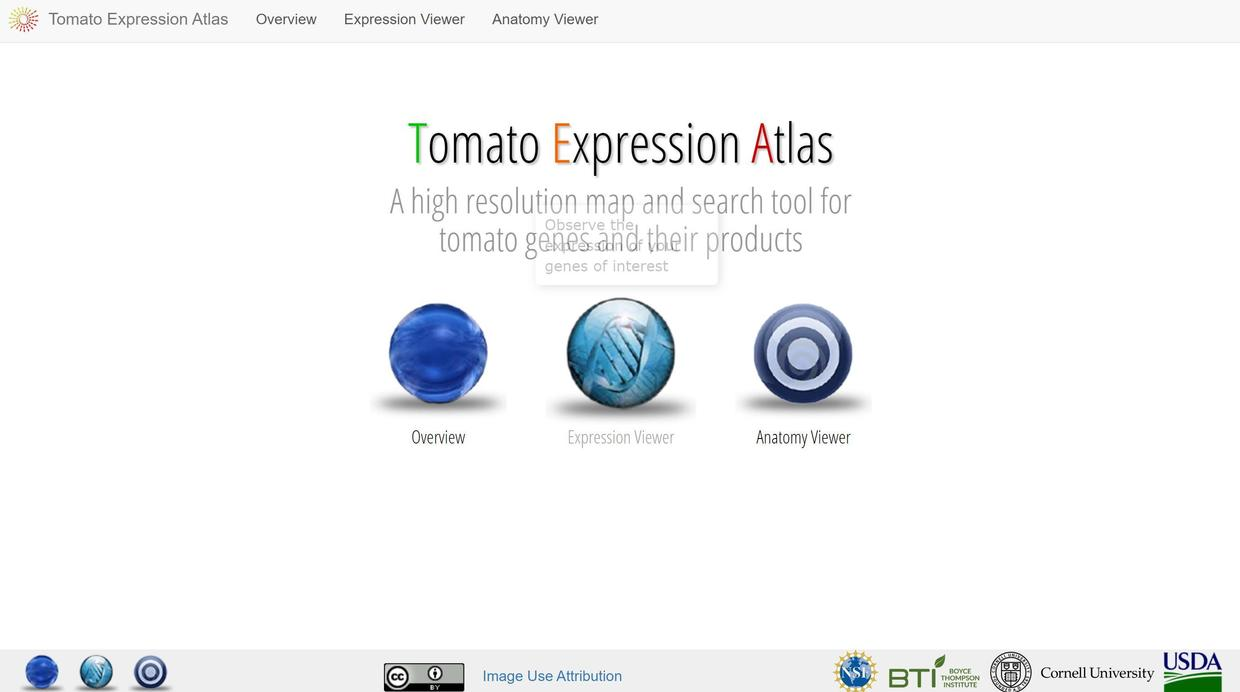 Tomato Expression Atlas Overview Expression Viewer Anatomy Viewer
Tomato Expression Atlas
A high resolution map and search tool for
tomato genes and their products
Observe the
expression of your
genes of interest
Overview Expression Viewer Anatomy Viewer
cc BY
Image Use Attribution
NSF
BTI BOYCE
THOMPSON
INSTITUTE
Cornell University
USDA